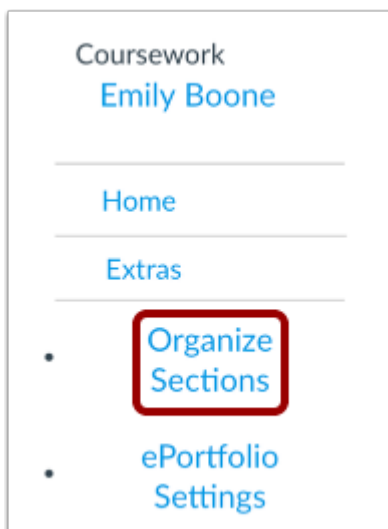 Coursework
Emily Boone
Home
Extras
Organize
Sections
ePortfolio
Settings